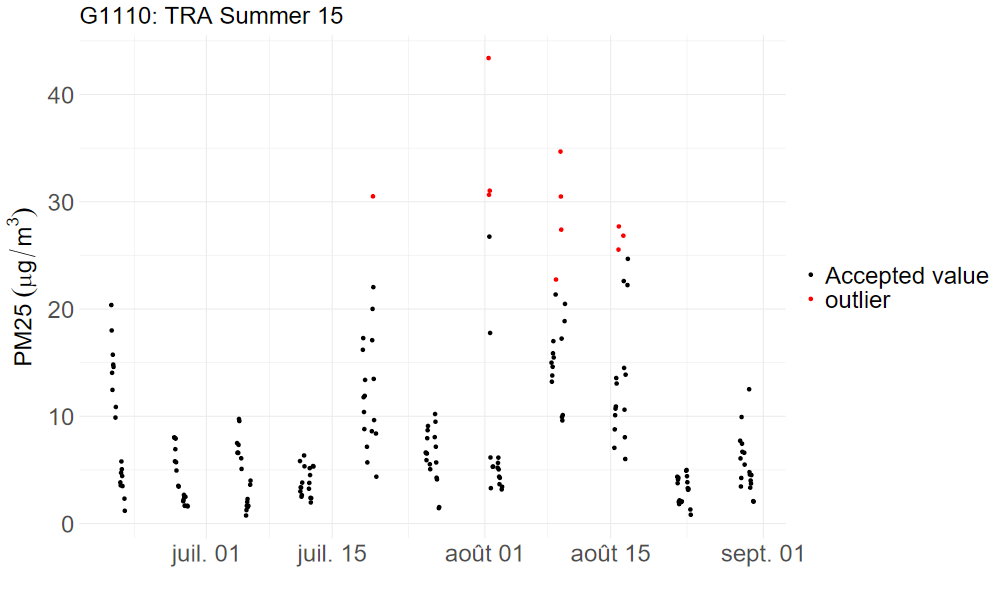 G1110: TRA Summer 15
PM25 (μg/m³)
40
30
20
10
0
juil. 01 juil. 15 août 01 août 15 sept. 01
Accepted value
outlier